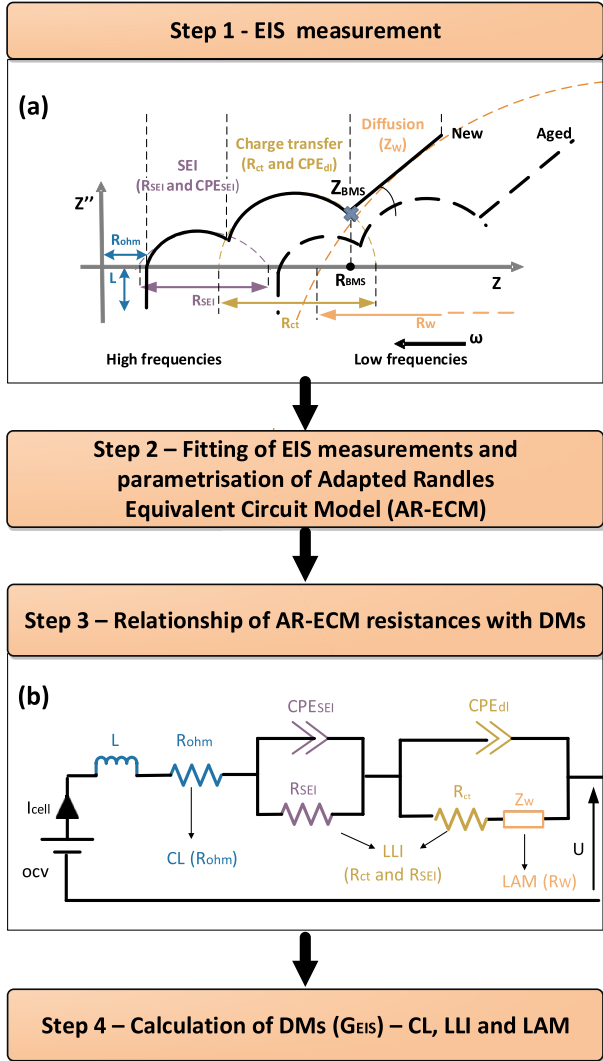 Step 1 - EIS measurement
(a)
Diffusion
(ZW)
New
Aged
Charge transfer
(Rct and CPEdl)
SEI
(RSEI and CPESEI)
ZBMS
Z''
Rohm
L
RSEI
Rct
RBMS
RW
Z
ω
High frequencies
Low frequencies
Step 2 – Fitting of EIS measurements and
parametrisation of Adapted Randles
Equivalent Circuit Model (AR-ECM)
Step 3 – Relationship of AR-ECM resistances with DMs
(b)
CPESEI
CPEdl
L
Rohm
RSEI
Rct
ZW
Icell
OCV
CL (Rohm)
LLI
(Rct and RSEI)
LAM (RW)
U
Step 4 – Calculation of DMs (GEIS) – CL, LLI and LAM